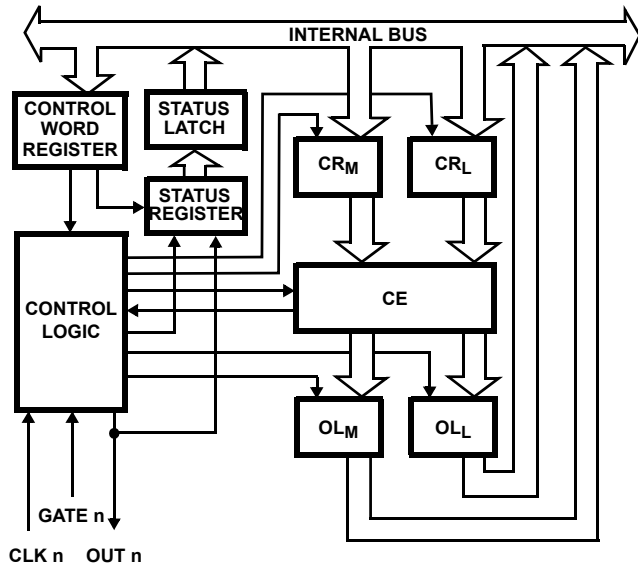 INTERNAL BUS
CONTROL
WORD
REGISTER
STATUS
LATCH
STATUS
REGISTER
CRM
CRL
CONTROL
LOGIC
CE
OLM
OLL
GATE n
CLK n
OUT n